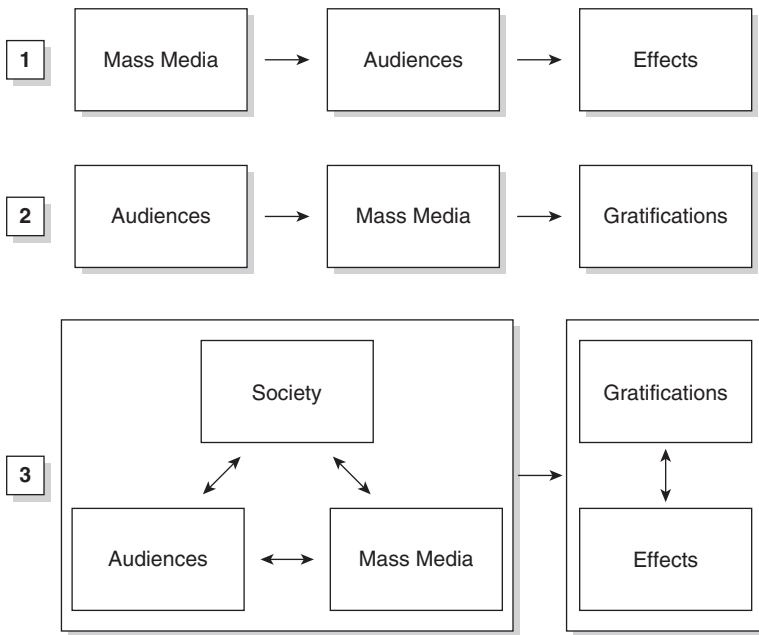 1
Mass Media
Audiences
Effects
2
Audiences
Mass Media
Gratifications
3
Society
Audiences
Mass Media
Gratifications
Effects